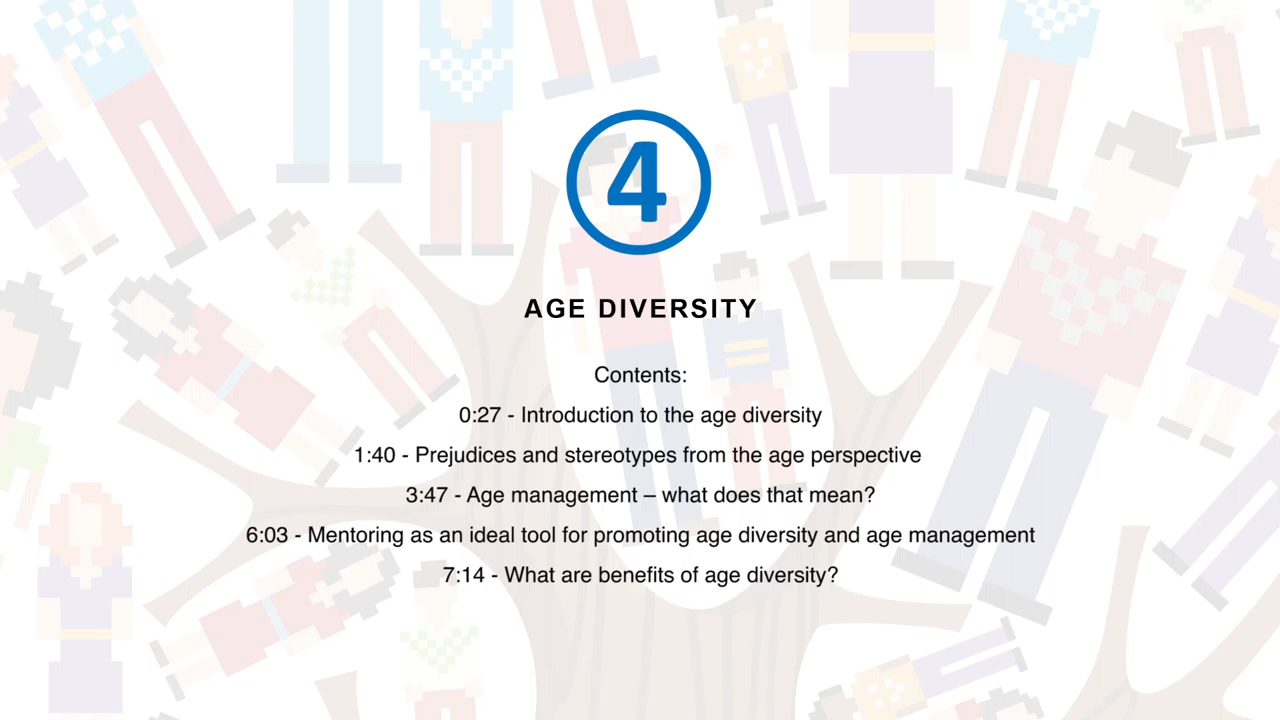 4
AGE DIVERSITY
Contents:
0:27 - Introduction to the age diversity
1:40 - Prejudices and stereotypes from the age perspective
3:47 - Age management – what does that mean?
6:03 - Mentoring as an ideal tool for promoting age diversity and age management
7:14 - What are benefits of age diversity?